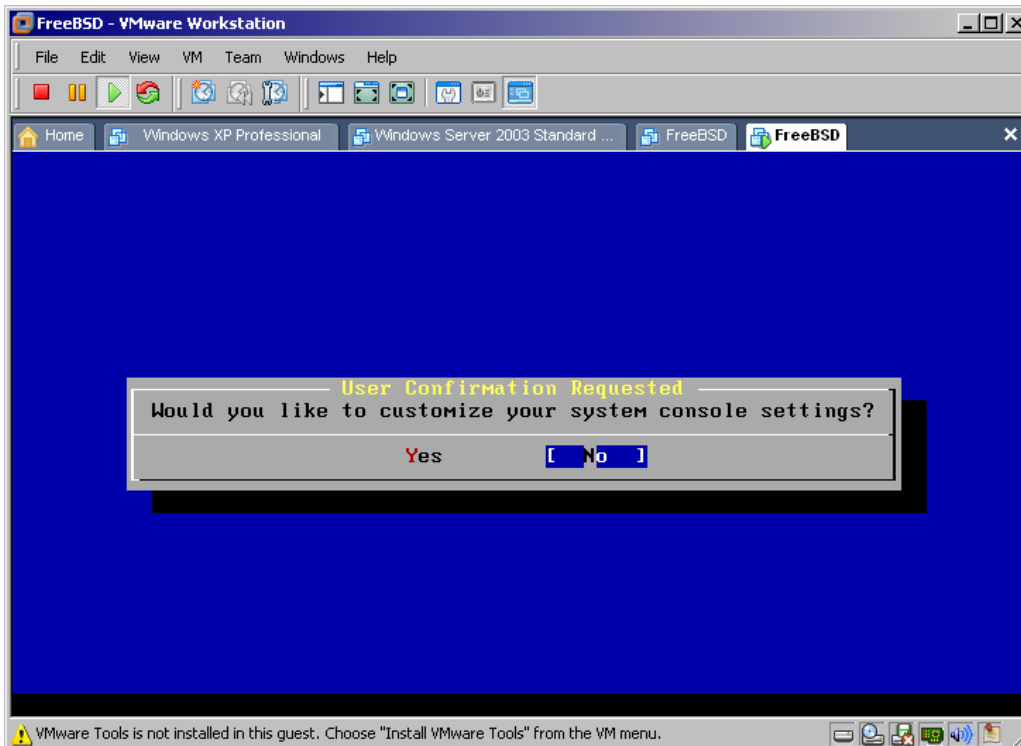 FreeBSD - VMware Workstation
File Edit View VM Team Windows Help
Home Windows XP Professional Windows Server 2003 Standard ... FreeBSD FreeBSD
User Confirmation Requested
Would you like to customize your system console settings?
Yes [ No ]
VMware Tools is not installed in this guest. Choose "Install VMware Tools" from the VM menu.